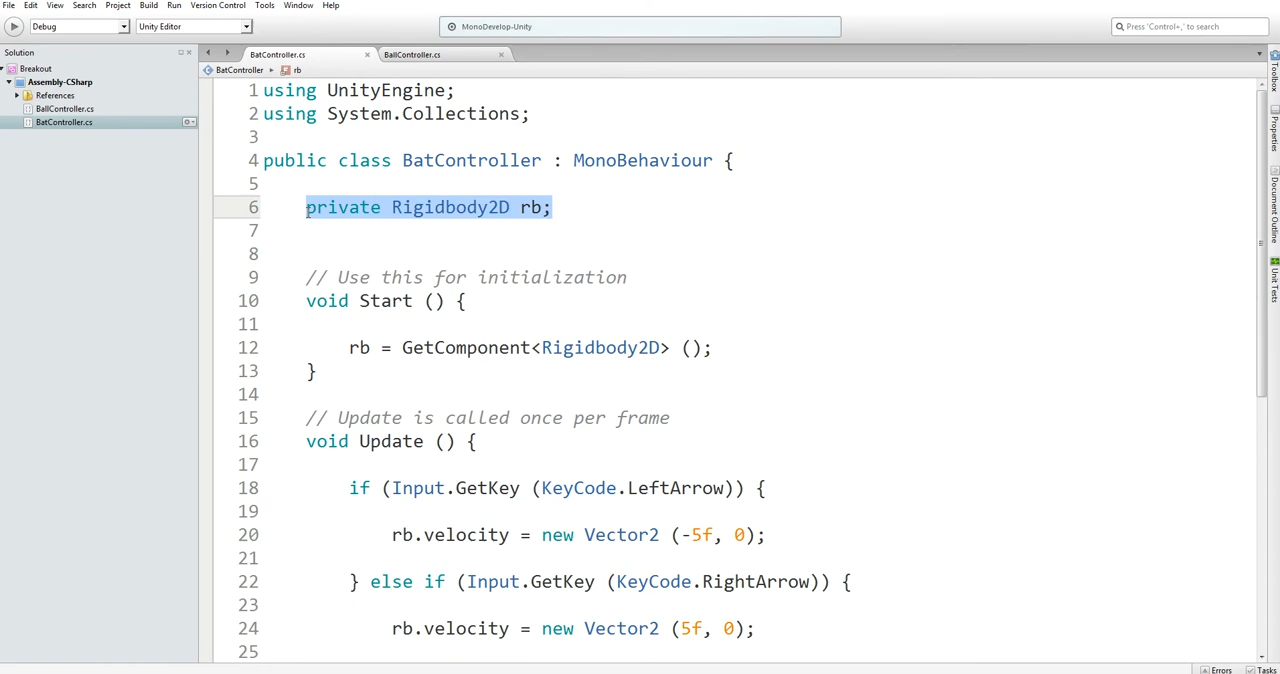 File Edit View Search Project Build Run Version Control Tools Window Help
Debug Unity Editor MonoDevelop-Unity Press 'Control+,' to search
Solution
Breakout
Assembly-CSharp
References
BallController.cs
BatController.cs
BatController.cs BallController.cs
BatController rb
1 using UnityEngine;
2 using System.Collections;
3
4 public class BatController : MonoBehaviour {
5
6 private Rigidbody2D rb;
7
8
9 // Use this for initialization
10 void Start () {
11
12 rb = GetComponent<Rigidbody2D> ();
13 }
14
15 // Update is called once per frame
16 void Update () {
17
18 if (Input.GetKey (KeyCode.LeftArrow)) {
19
20 rb.velocity = new Vector2 (-5f, 0);
21
22 } else if (Input.GetKey (KeyCode.RightArrow)) {
23
24 rb.velocity = new Vector2 (5f, 0);
25
Toolbox
Properties
Document Outline
Unit Tests
Errors Tasks